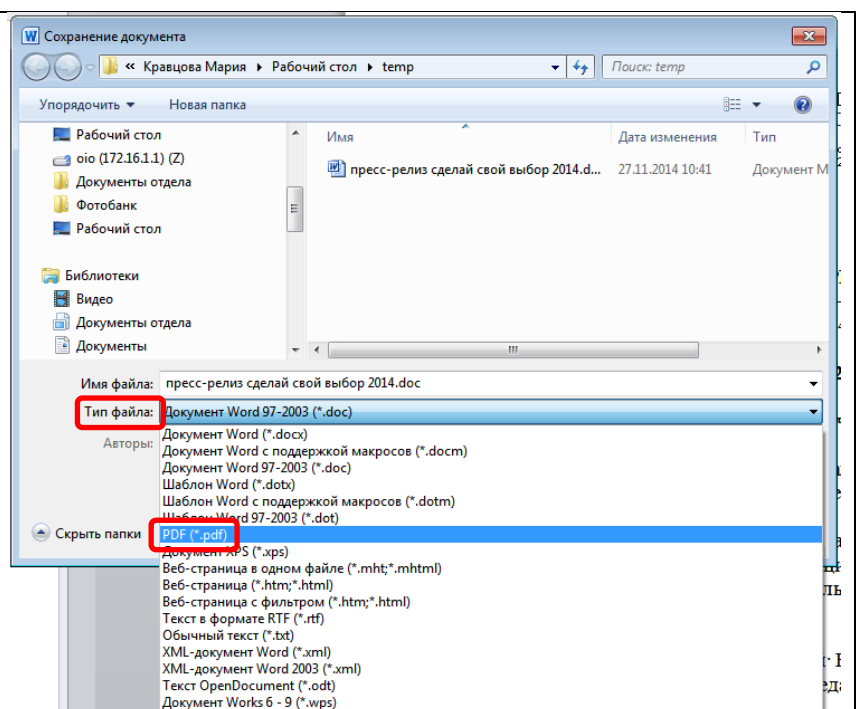 Сохранение документа
« Кравцова Мария ▸ Рабочий стол ▸ temp
Поиск: temp
Упорядочить ▼ Новая папка
Рабочий стол
oio (172.16.1.1) (Z)
Документы отдела
Фотобанк
Рабочий стол
Библиотеки
Видео
Документы отдела
Документы
Имя Дата изменения Тип
пресс-релиз сделай свой выбор 2014.d... 27.11.2014 10:41 Документ M
Имя файла: пресс-релиз сделай свой выбор 2014.doc
Тип файла: Документ Word 97-2003 (*.doc)
Авторы:
Документ Word (*.docx)
Документ Word с поддержкой макросов (*.docm)
Документ Word 97-2003 (*.doc)
Шаблон Word (*.dotx)
Шаблон Word с поддержкой макросов (*.dotm)
Шаблон Word 97-2003 (*.dot)
Скрыть папки
PDF (*.pdf)
Документ XPS (*.xps)
Веб-страница в одном файле (*.mht;*.mhtml)
Веб-страница (*.htm;*.html)
Веб-страница с фильтром (*.htm;*.html)
Текст в формате RTF (*.rtf)
Обычный текст (*.txt)
XML-документ Word (*.xml)
XML-документ Word 2003 (*.xml)
Текст OpenDocument (*.odt)
Документ Works 6 - 9 (*.wps)